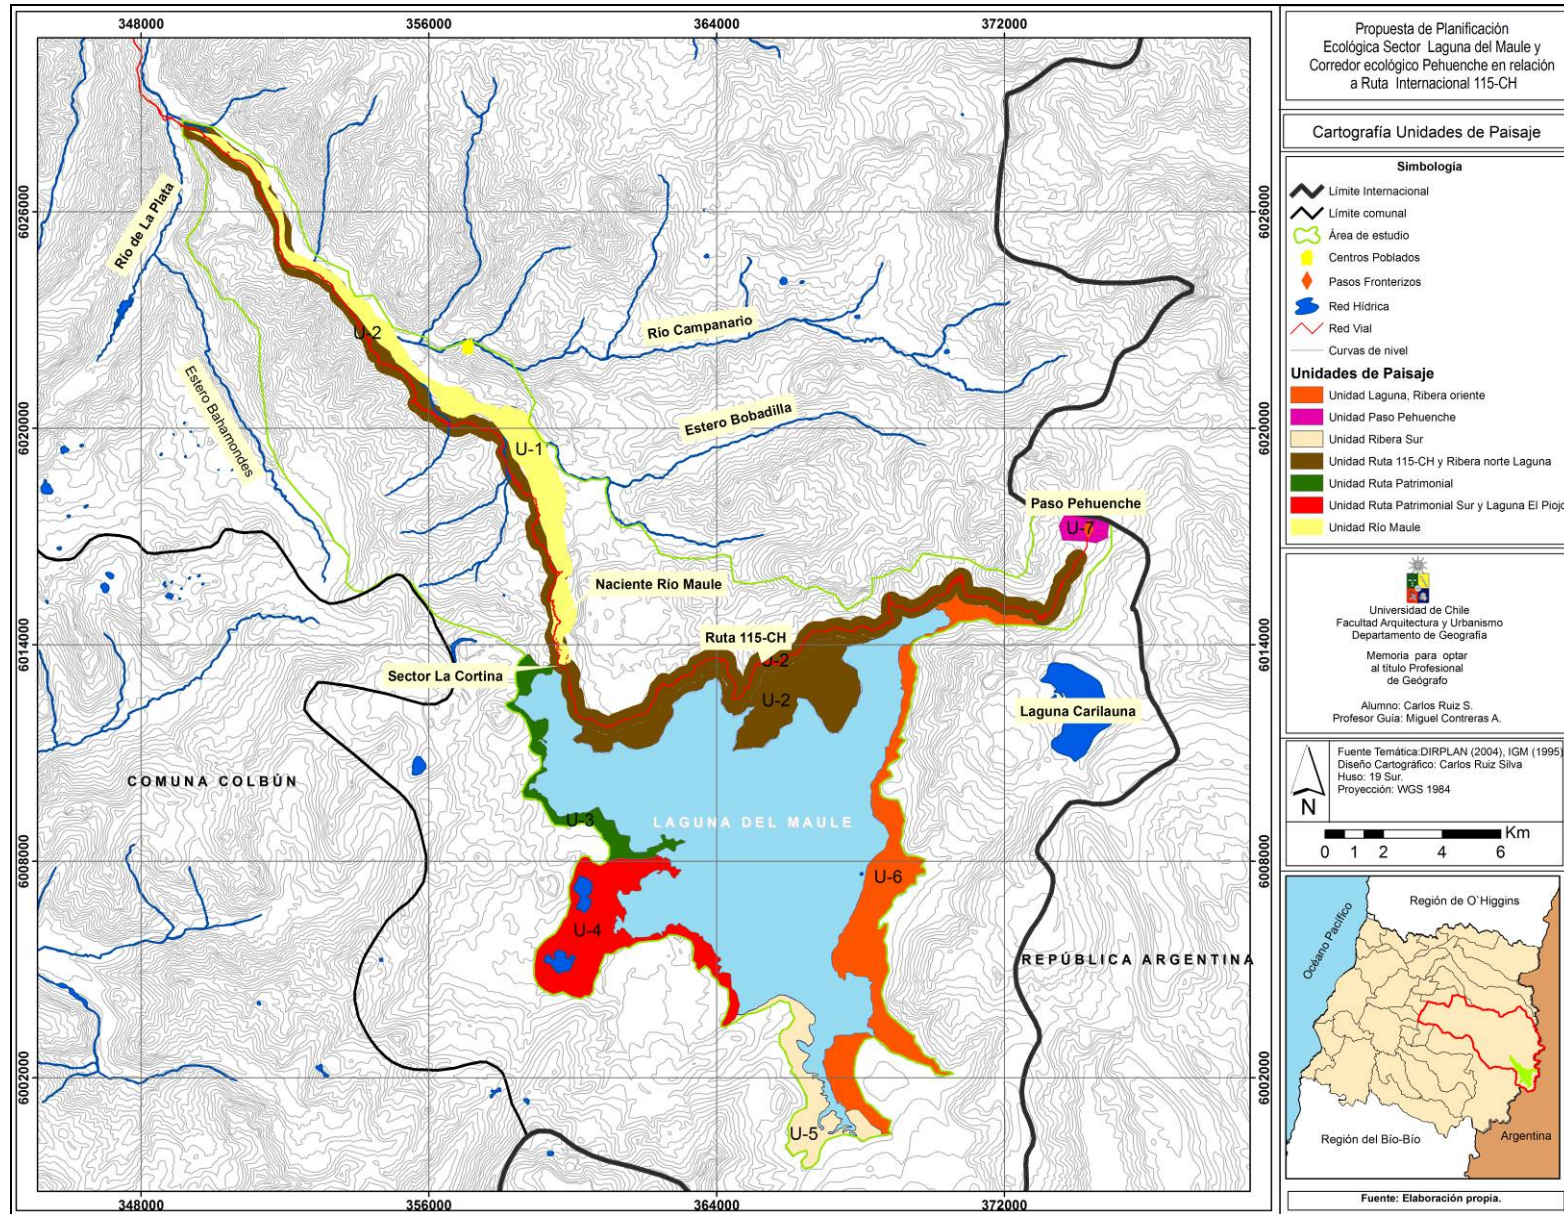 348000
356000
364000
372000
6026000
6026000
6020000
6020000
6014000
6014000
6008000
6008000
6002000
6002000
Río de La Plata
U-2
Río Campanario
Estero Bahamondes
Estero Bobadilla
U-1
Paso Pehuenche
U-7
Naciente Río Maule
Ruta 115-CH
U-2
Sector La Cortina
U-2
Laguna Carilauna
COMUNA COLBÚN
U-3
LAGUNA DEL MAULE
U-6
U-4
REPÚBLICA ARGENTINA
U-5
348000
356000
364000
372000
Propuesta de Planificación
Ecológica Sector Laguna del Maule y
Corredor ecológico Pehuenche en relación
a Ruta Internacional 115-CH
Cartografía Unidades de Paisaje
Simbología
Límite Internacional
Límite comunal
Área de estudio
Centros Poblados
Pasos Fronterizos
Red Hídrica
Red Vial
Curvas de nivel
Unidades de Paisaje
Unidad Laguna, Ribera oriente
Unidad Paso Pehuenche
Unidad Ribera Sur
Unidad Ruta 115-CH y Ribera norte Laguna
Unidad Ruta Patrimonial
Unidad Ruta Patrimonial Sur y Laguna El Piojo
Unidad Río Maule
Universidad de Chile
Facultad Arquitectura y Urbanismo
Departamento de Geografía
Memoria para optar
al título Profesional
de Geógrafo
Alumno: Carlos Ruiz S.
Profesor Guía: Miguel Contreras A.
Fuente Temática:DIRPLAN (2004), IGM (1995)
Diseño Cartográfico: Carlos Ruiz Silva
Huso: 19 Sur.
Proyección: WGS 1984
N
Km
0 1 2 4 6
Región de O`Higgins
Océano Pacífico
Región del Bío-Bío
Argentina
Fuente: Elaboración propia.